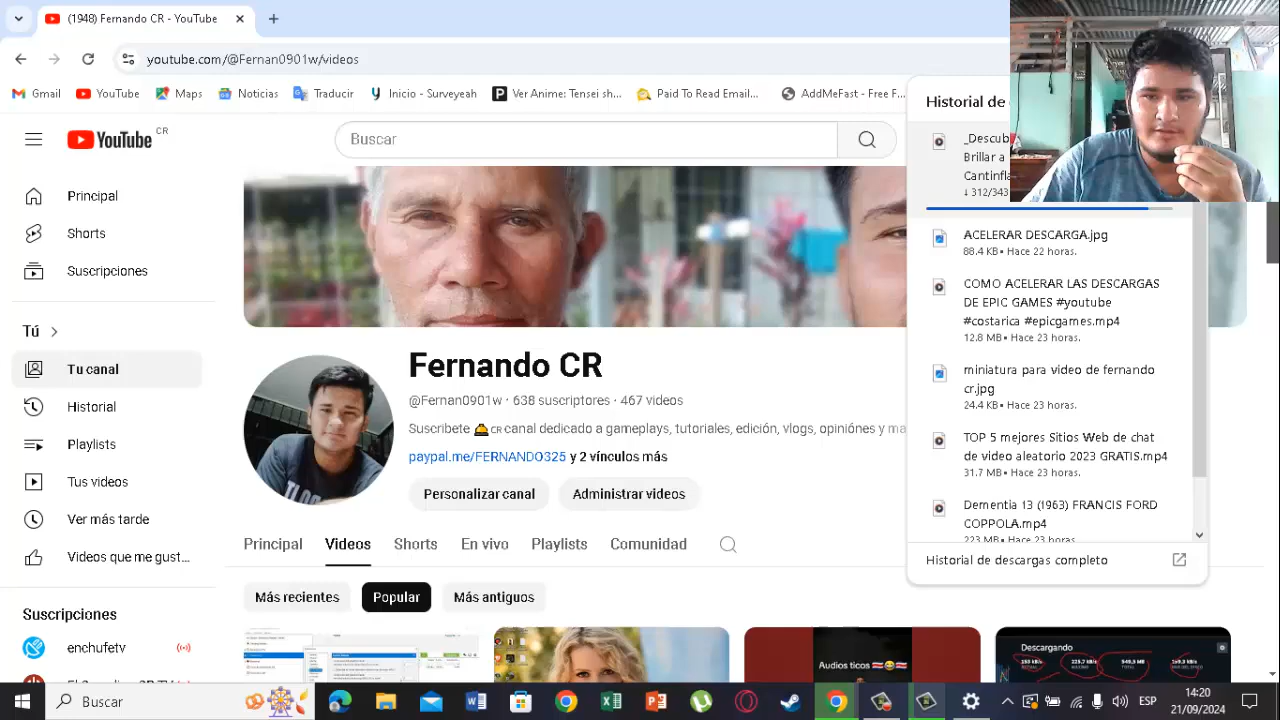 (1948) Fernando CR - YouTube
youtube.com/@Fernan0901w/videos
Gmail
YouTube
Maps
Noticias
Traducir
Inicio - Surveyeah
Ver Anime: Tensei sh...
Paid To Read Email...
AddMeFast - Free F...
YouTube CR
Buscar
Principal
Shorts
Suscripciones
Tú
Tu canal
Historial
Playlists
Tus videos
Ver más tarde
Videos que me gust...
Suscripciones
enchufetv
Fernando CR
@Fernan0901w · 638 suscriptores · 467 videos
Suscribete CR canal dedicado a gameplays, tutoriales, edición, vlogs, opiniónes y ma
paypal.me/FERNANDO325 y 2 vínculos más
Personalizar canal
Administrar videos
Principal
Videos
Shorts
En vivo
Playlists
Comunidad
Más recientes
Popular
Más antiguos
Historial de
_Descub
Brillar a
Cantinfla
↓ 312/343
ACELERAR DESCARGA.jpg
88.4 KB • Hace 22 horas.
COMO ACELERAR LAS DESCARGAS
DE EPIC GAMES #youtube
#costarica #epicgames.mp4
12.8 MB • Hace 23 horas.
miniatura para video de fernando
cr.jpg
24.4 KB • Hace 23 horas.
TOP 5 mejores Sitios Web de chat
de video aleatorio 2023 GRATIS.mp4
31.7 MB • Hace 23 horas.
Dementia 13 (1963) FRANCIS FORD
COPPOLA.mp4
223 MB • Hace 23 horas.
Historial de descargas completo
Descargando
Buscar
ESP
14:20
21/09/2024